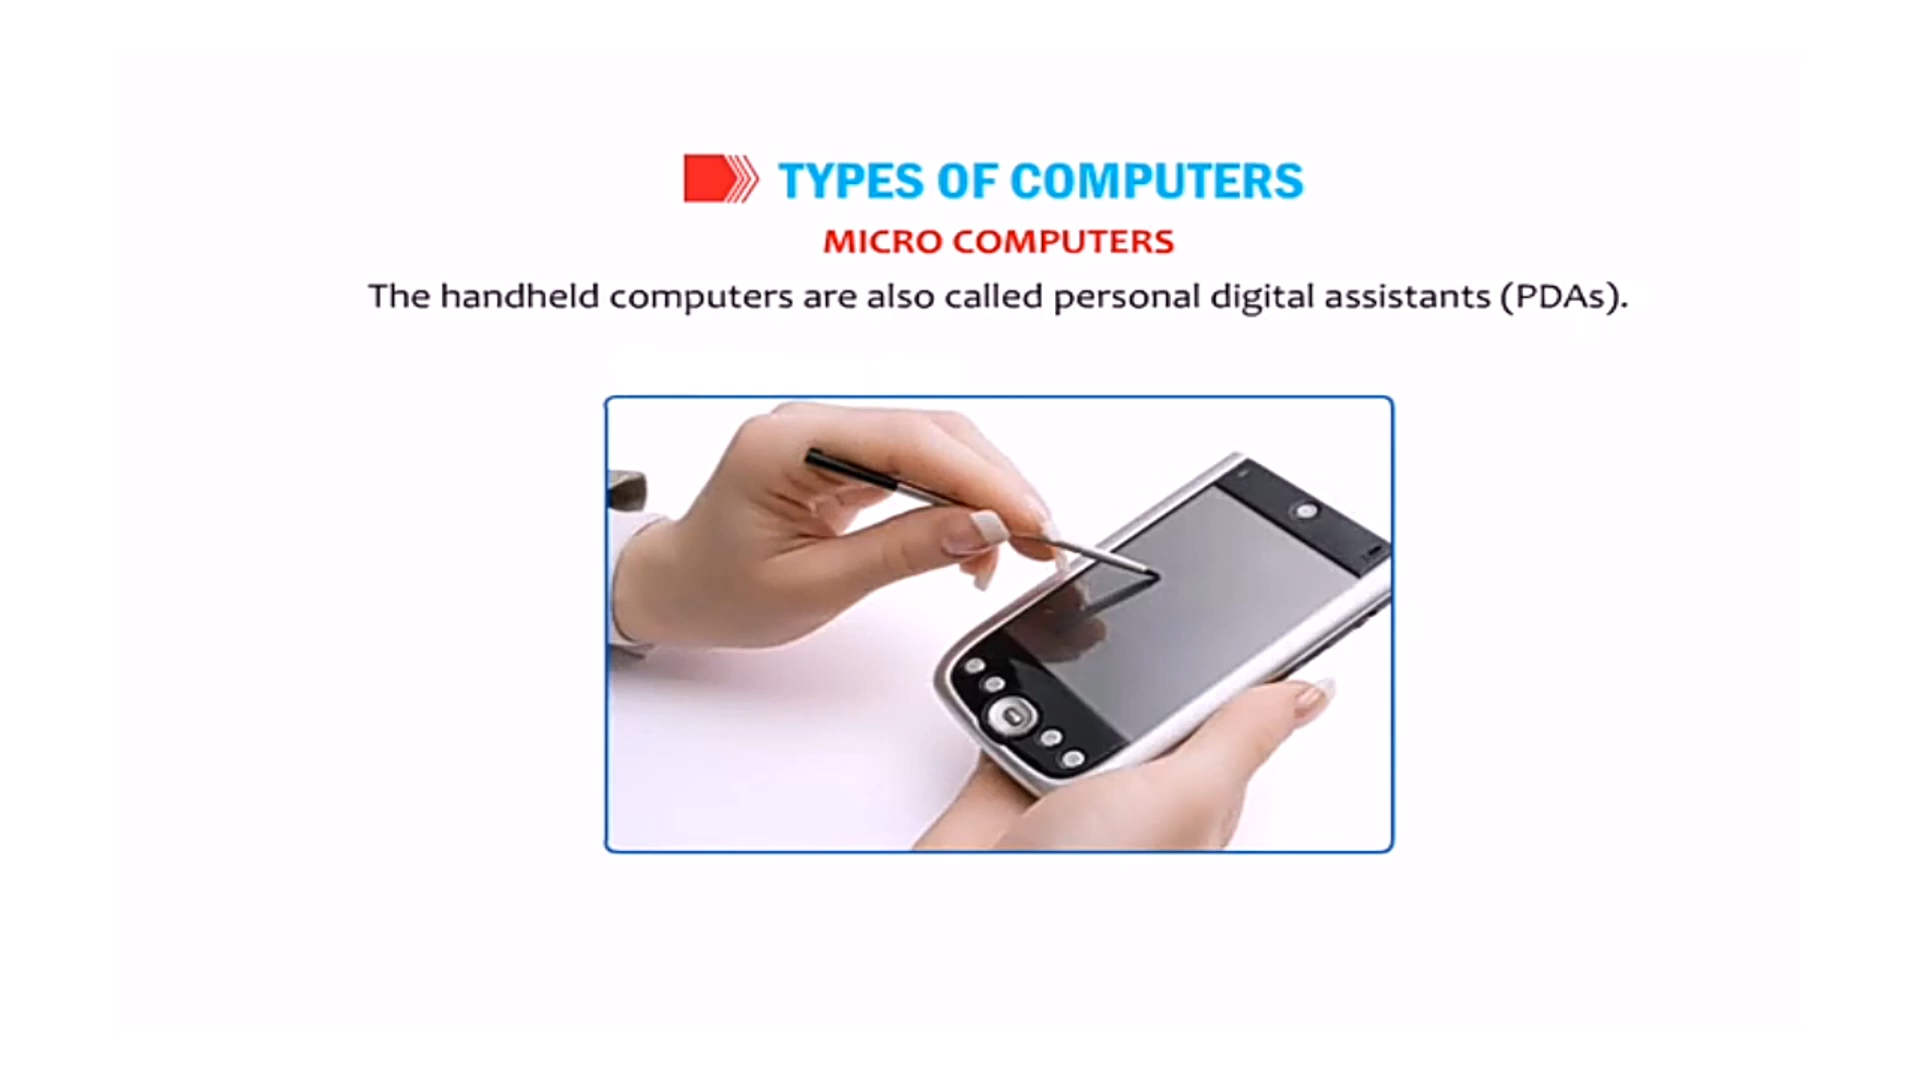 TYPES OF COMPUTERS
MICRO COMPUTERS
The handheld computers are also called personal digital assistants (PDAs).